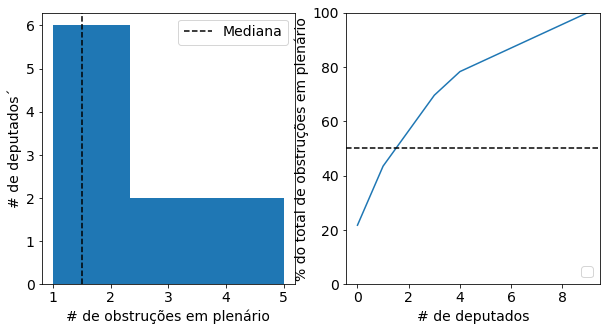 # de deputados´
6
5
4
3
2
1
0
1 2 3 4 5
# de obstruções em plenário
Mediana
% do total de obstruções em plenário
100
80
60
40
20
0
0 2 4 6 8
# de deputados